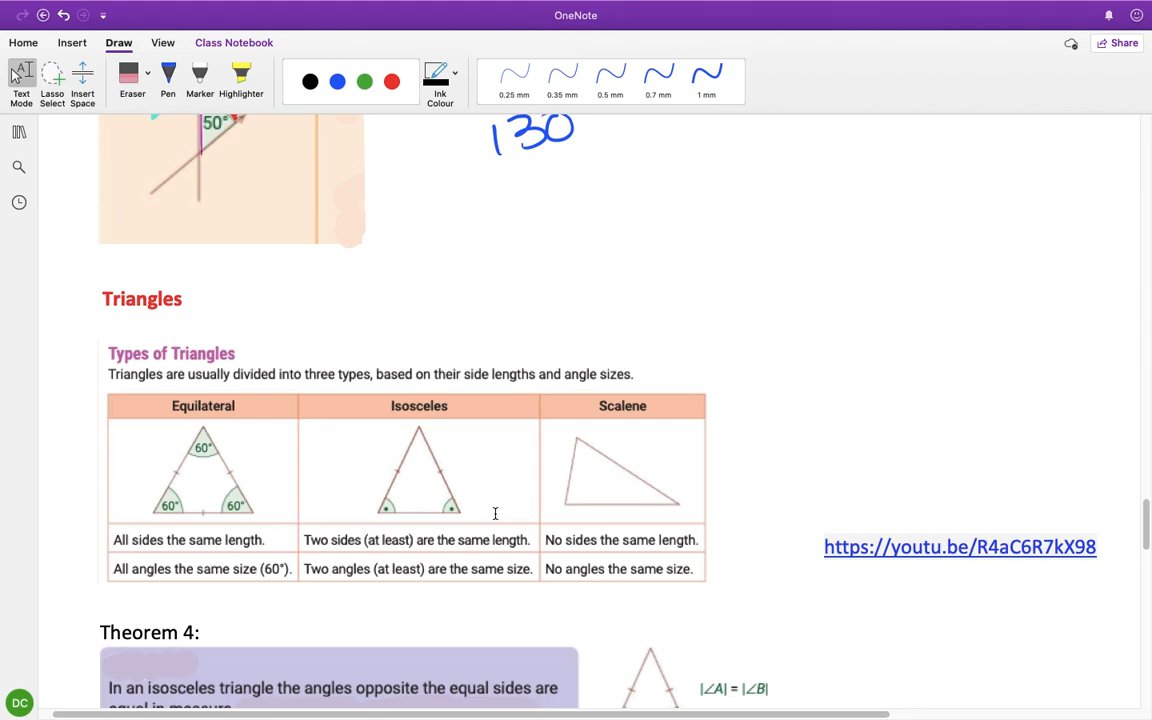 OneNote
Home Insert Draw View Class Notebook
Share
Text Mode
Lasso Select
Insert Space
Eraser
Pen
Marker
Highlighter
Ink Colour
0.25 mm 0.35 mm 0.5 mm 0.7 mm 1 mm
50°
130
Triangles
Types of Triangles
Triangles are usually divided into three types, based on their side lengths and angle sizes.
Equilateral Isosceles Scalene
60°
60° 60°
All sides the same length. Two sides (at least) are the same length. No sides the same length.
All angles the same size (60°). Two angles (at least) are the same size. No angles the same size.
https://youtu.be/R4aC6R7kX98
Theorem 4:
In an isosceles triangle the angles opposite the equal sides are
equal in measure.
|∠A| = |∠B|
DC